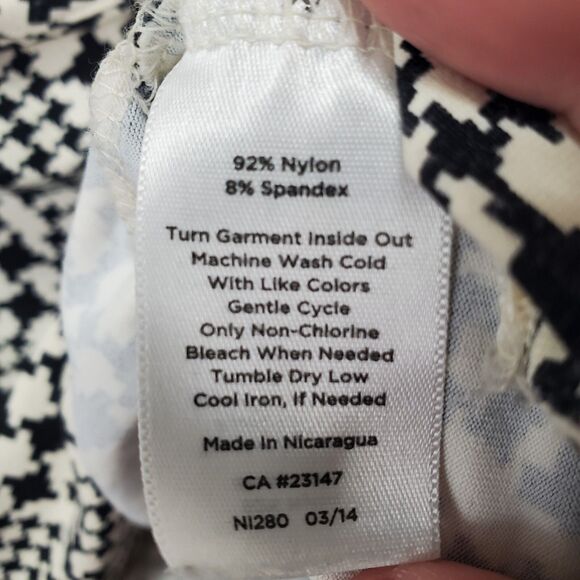 92% Nylon
8% Spandex
Turn Garment Inside Out
Machine Wash Cold
With Like Colors
Gentle Cycle
Only Non-Chlorine
Bleach When Needed
Tumble Dry Low
Cool Iron, If Needed
Made In Nicaragua
CA #23147
NI280 03/14